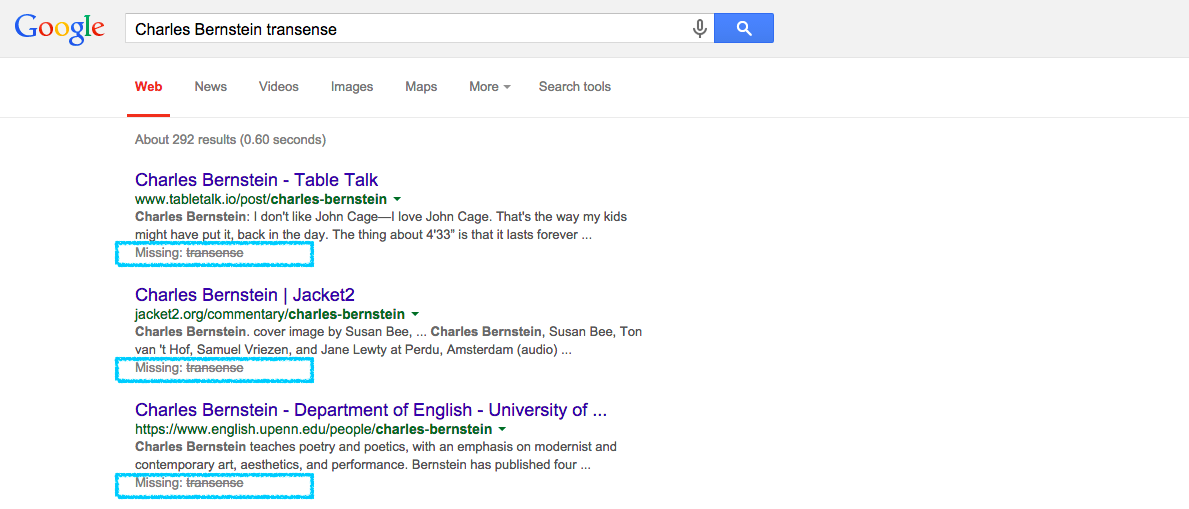 Google
Charles Bernstein transense
Web News Videos Images Maps More Search tools
About 292 results (0.60 seconds)
Charles Bernstein - Table Talk
www.tabletalk.io/post/charles-bernstein
Charles Bernstein: I don't like John Cage—I love John Cage. That's the way my kids
might have put it, back in the day. The thing about 4'33” is that it lasts forever ...
Missing: transense
Charles Bernstein | Jacket2
jacket2.org/commentary/charles-bernstein
Charles Bernstein. cover image by Susan Bee, ... Charles Bernstein, Susan Bee, Ton
van 't Hof, Samuel Vriezen, and Jane Lewty at Perdu, Amsterdam (audio) ...
Missing: transense
Charles Bernstein - Department of English - University of ...
https://www.english.upenn.edu/people/charles-bernstein
Charles Bernstein teaches poetry and poetics, with an emphasis on modernist and
contemporary art, aesthetics, and performance. Bernstein has published four ...
Missing: transense